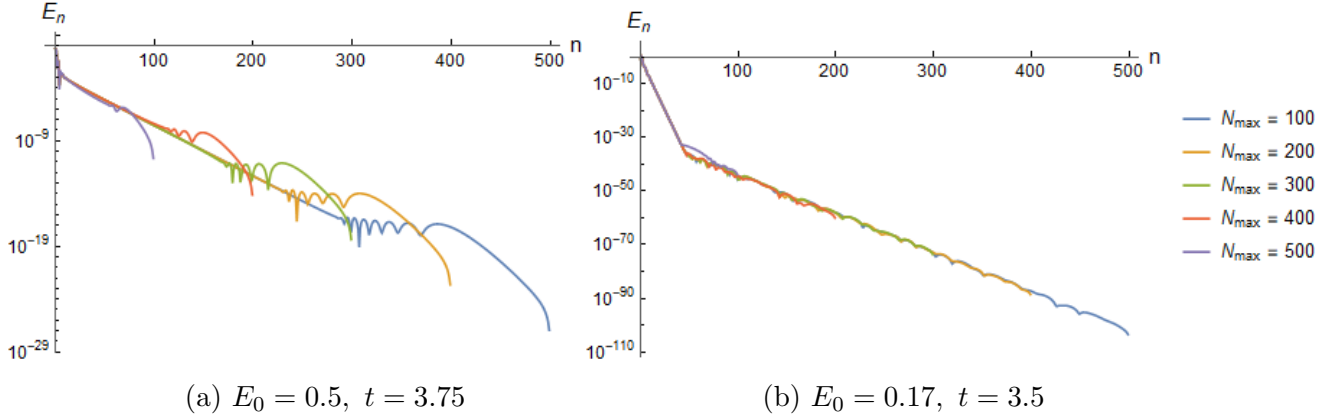 E_n
n
100 200 300 400 500
10^{-9}
10^{-19}
10^{-29}
(a) E_0 = 0.5, t = 3.75
E_n
n
100 200 300 400 500
10^{-10}
10^{-30}
10^{-50}
10^{-70}
10^{-90}
10^{-110}
(b) E_0 = 0.17, t = 3.5
N_max = 100
N_max = 200
N_max = 300
N_max = 400
N_max = 500